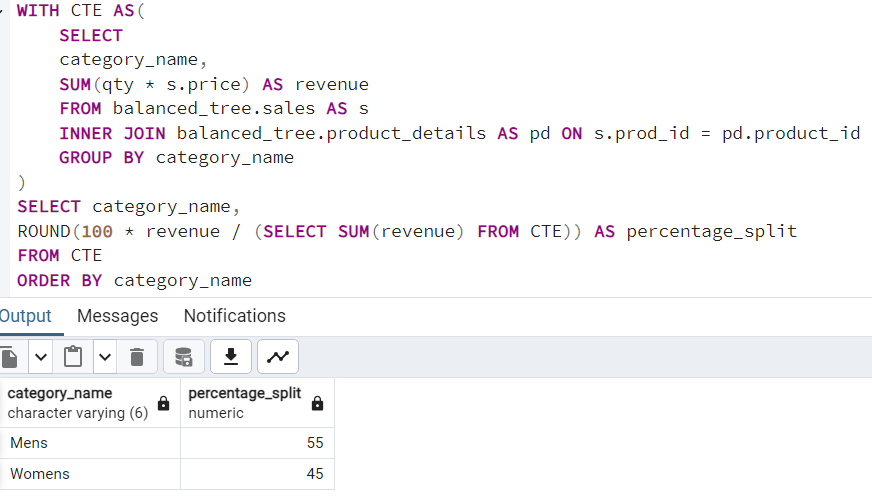 WITH CTE AS(
SELECT
category_name,
SUM(qty * s.price) AS revenue
FROM balanced_tree.sales AS s
INNER JOIN balanced_tree.product_details AS pd ON s.prod_id = pd.product_id
GROUP BY category_name
)
SELECT category_name,
ROUND(100 * revenue / (SELECT SUM(revenue) FROM CTE)) AS percentage_split
FROM CTE
ORDER BY category_name
Output Messages Notifications
category_name percentage_split
character varying (6) numeric
Mens 55
Womens 45